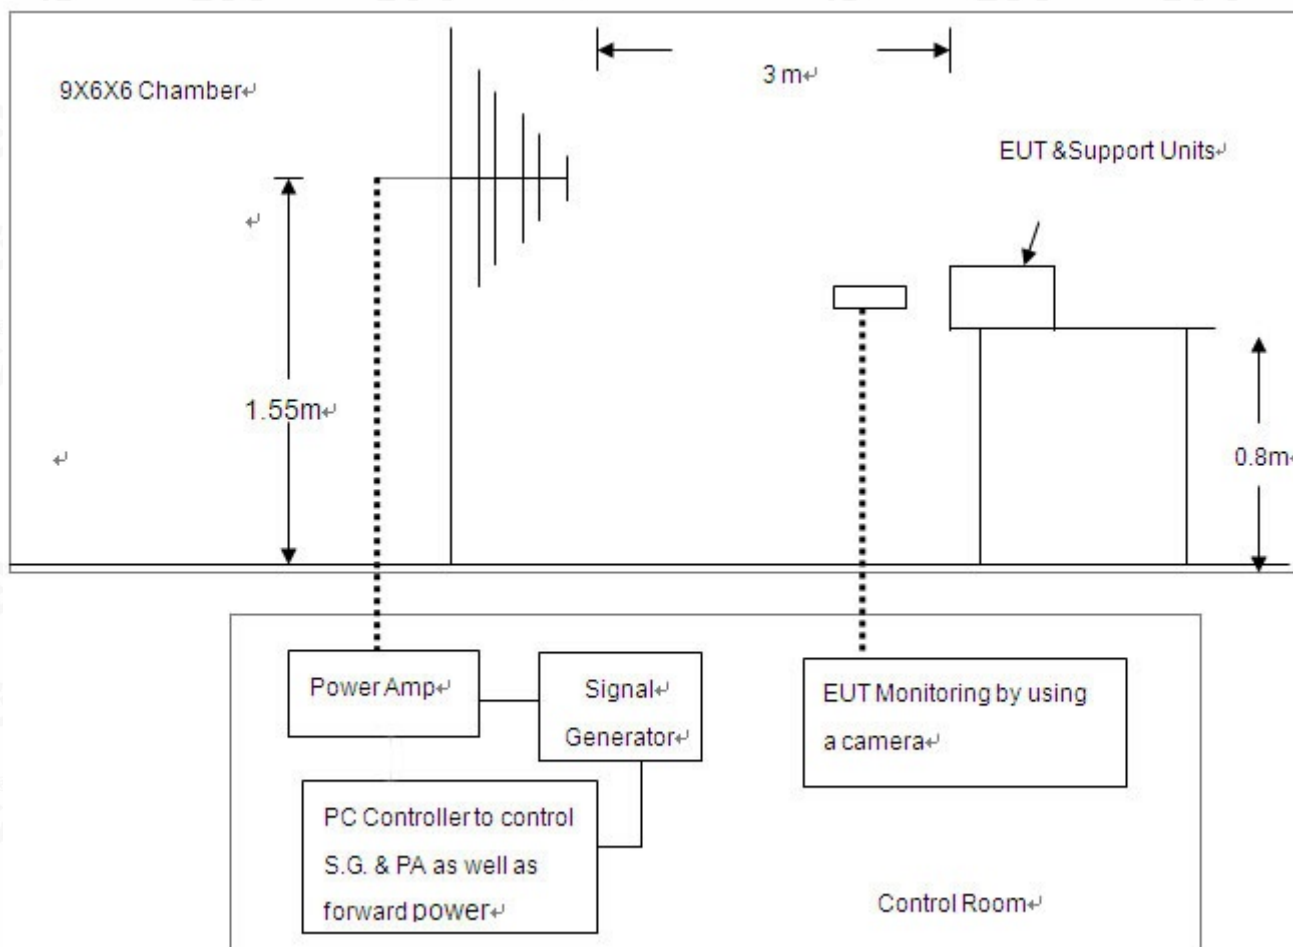 9X6X6 Chamber↵
3 m↵
EUT &Support Units↵
↵
1.55m↵
↵
0.8m↵
Power Amp↵
Signal↵
Generator↵
EUT Monitoring by using
a camera↵
PC Controller to control
S.G. & PA as well as
forward power↵
Control Room↵